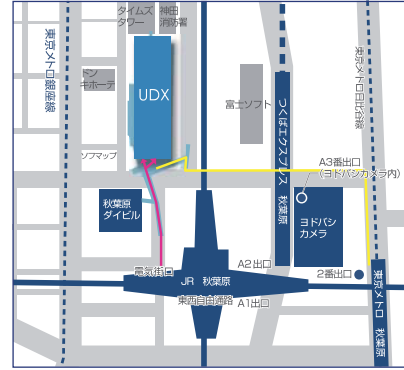 タイムズ
タワー
神田
消防署
東京メトロ銀座線
UDX
ドン
キホーテ
富士ソフト
つくばエクスプレス 秋葉原
東京メトロ日比谷線
ソフマップ
A3番出口
(ヨドバシカメラ内)
秋葉原
ダイビル
ヨドバシ
カメラ
電気街口
A2出口
2番出口
JR 秋葉原
東西自由通路
A1出口
東京メトロ 秋葉原